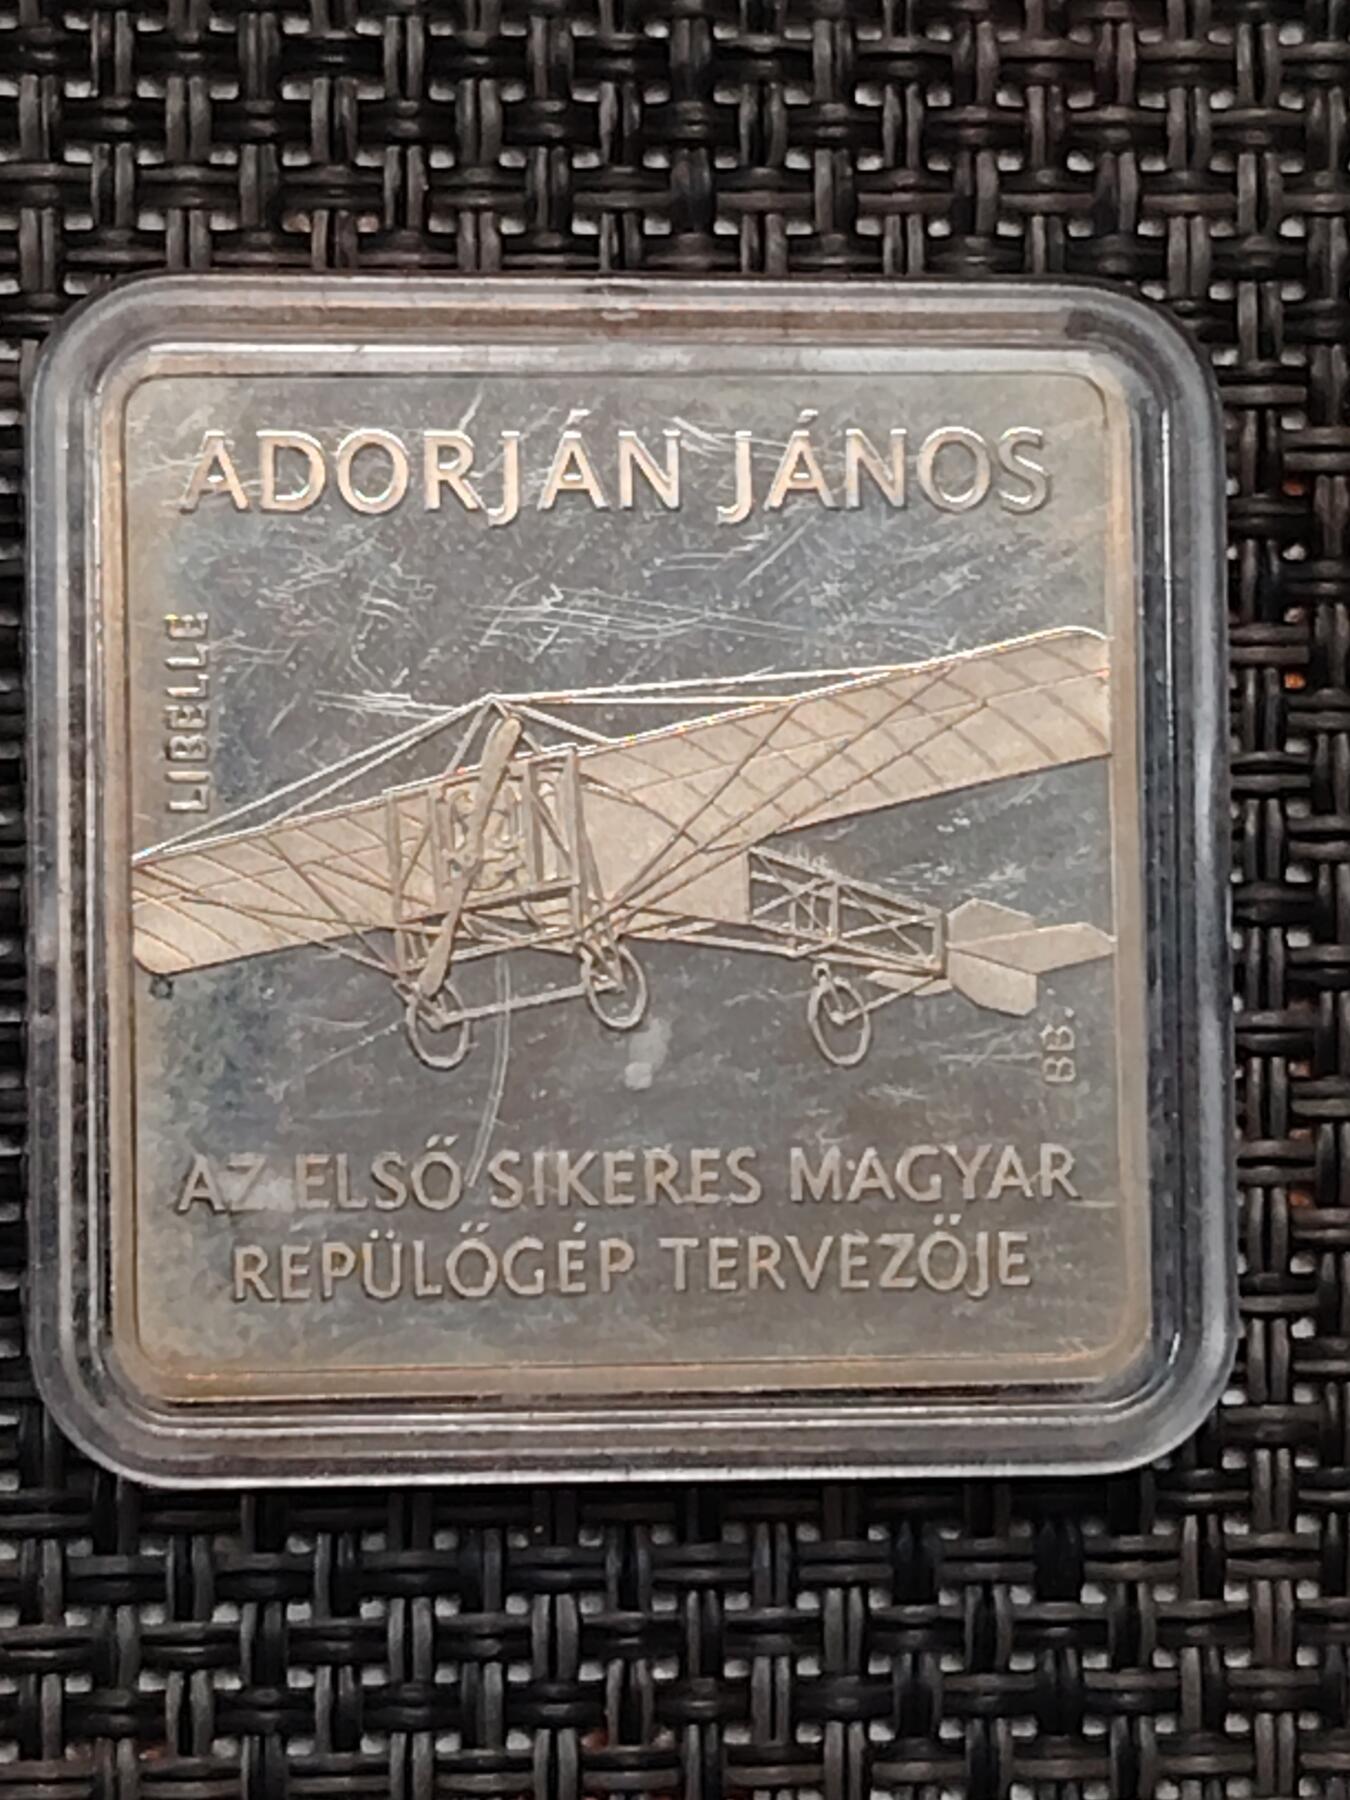 ADORJÁN JÁNOS
LIBELLE
BB.
AZ ELSŐ SIKERES MAGYAR
REPÜLŐGÉP TERVEZŐJE